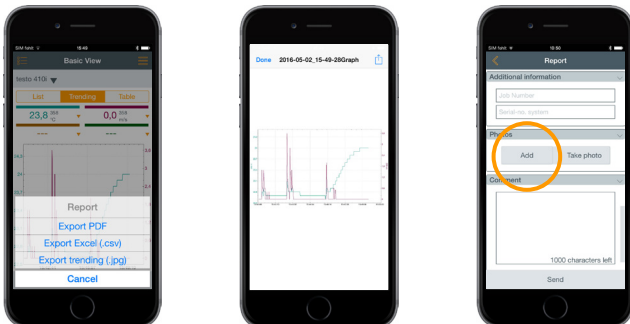 SIM fehlt
15:49
Basic View
testo 410i
List
Trending
Table
23,8
°C
0,0
m/s
---
---
Report
Export PDF
Export Excel (.csv)
Export trending (.jpg)
Cancel
Done
2016-05-02_15-49-28Graph
SIM fehlt
10:50
Report
Additional information
Job Number
Serial-no. system
Photos
Add
Take photo
Comment
1000 characters left
Send